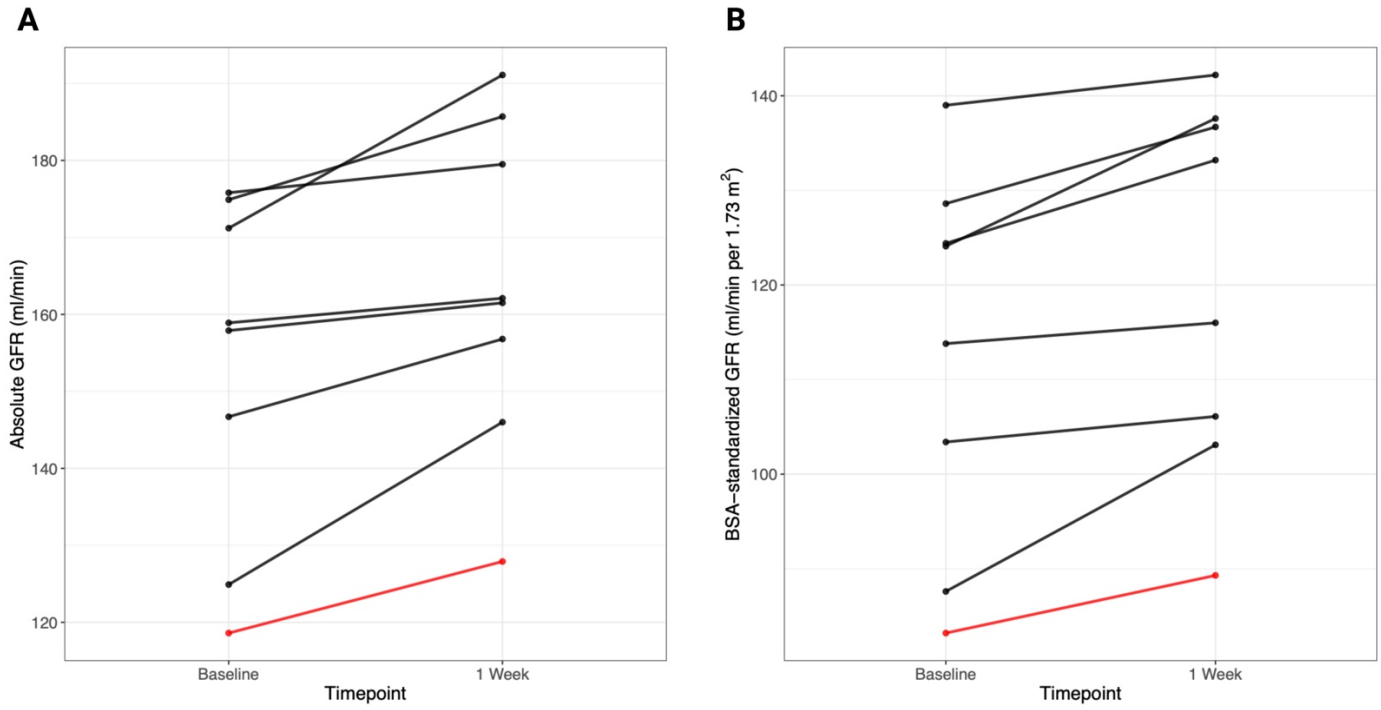 A
Absolute GFR (ml/min)
180
160
140
120
Baseline
1 Week
Timepoint
B
BSA−standardized GFR (ml/min per 1.73 m²)
140
120
100
Baseline
1 Week
Timepoint